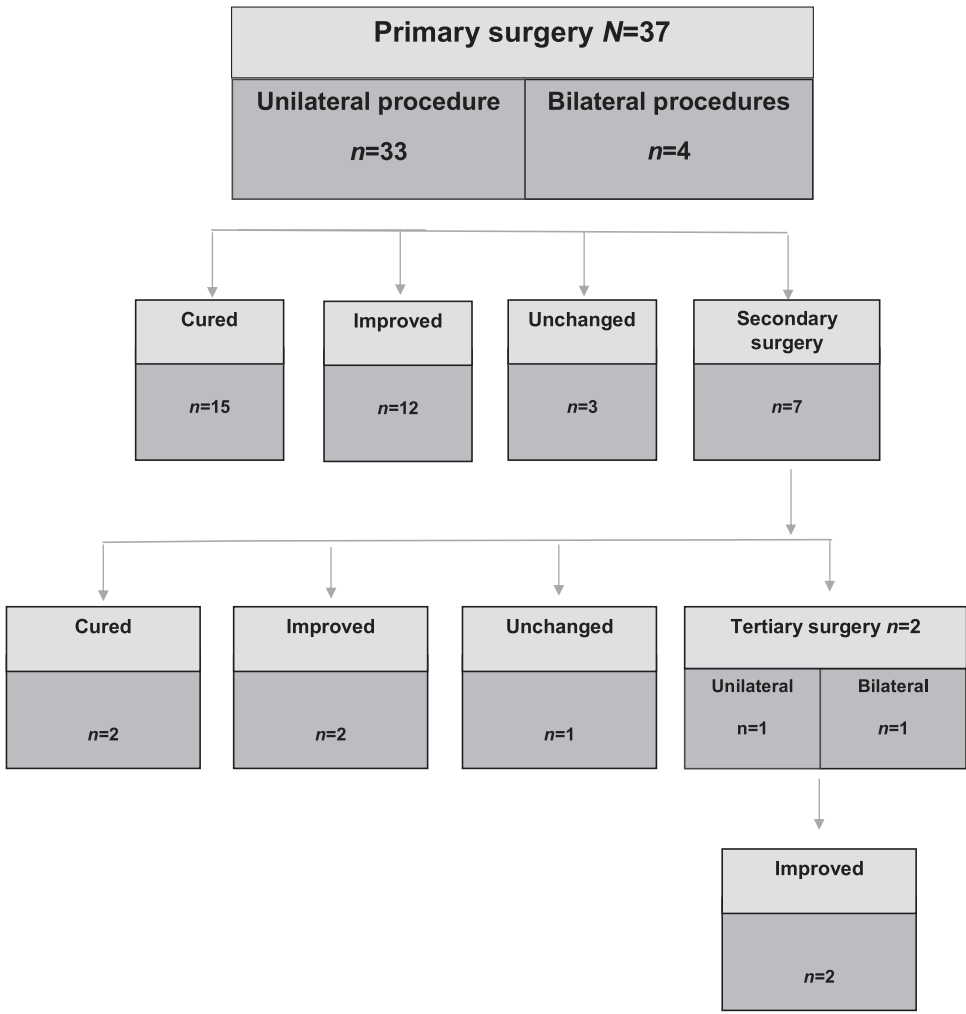 Primary surgery N=37
Unilateral procedure
n=33
Bilateral procedures
n=4
Cured
n=15
Improved
n=12
Unchanged
n=3
Secondary
surgery
n=7
Cured
n=2
Improved
n=2
Unchanged
n=1
Tertiary surgery n=2
Unilateral
n=1
Bilateral
n=1
Improved
n=2